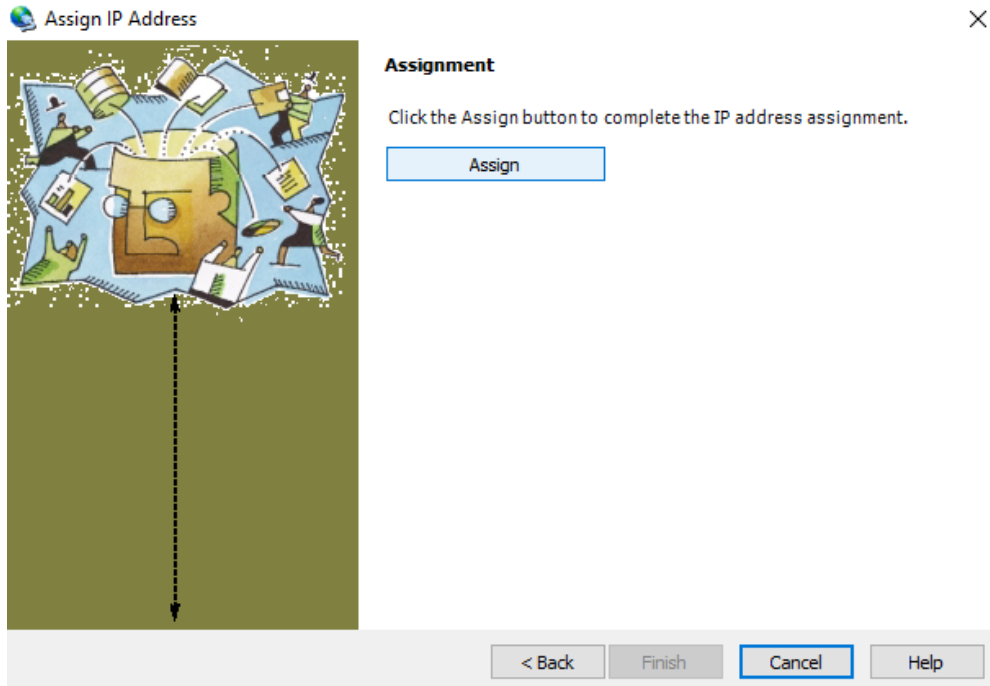 Assign IP Address
Assignment
Click the Assign button to complete the IP address assignment.
Assign
< Back
Finish
Cancel
Help